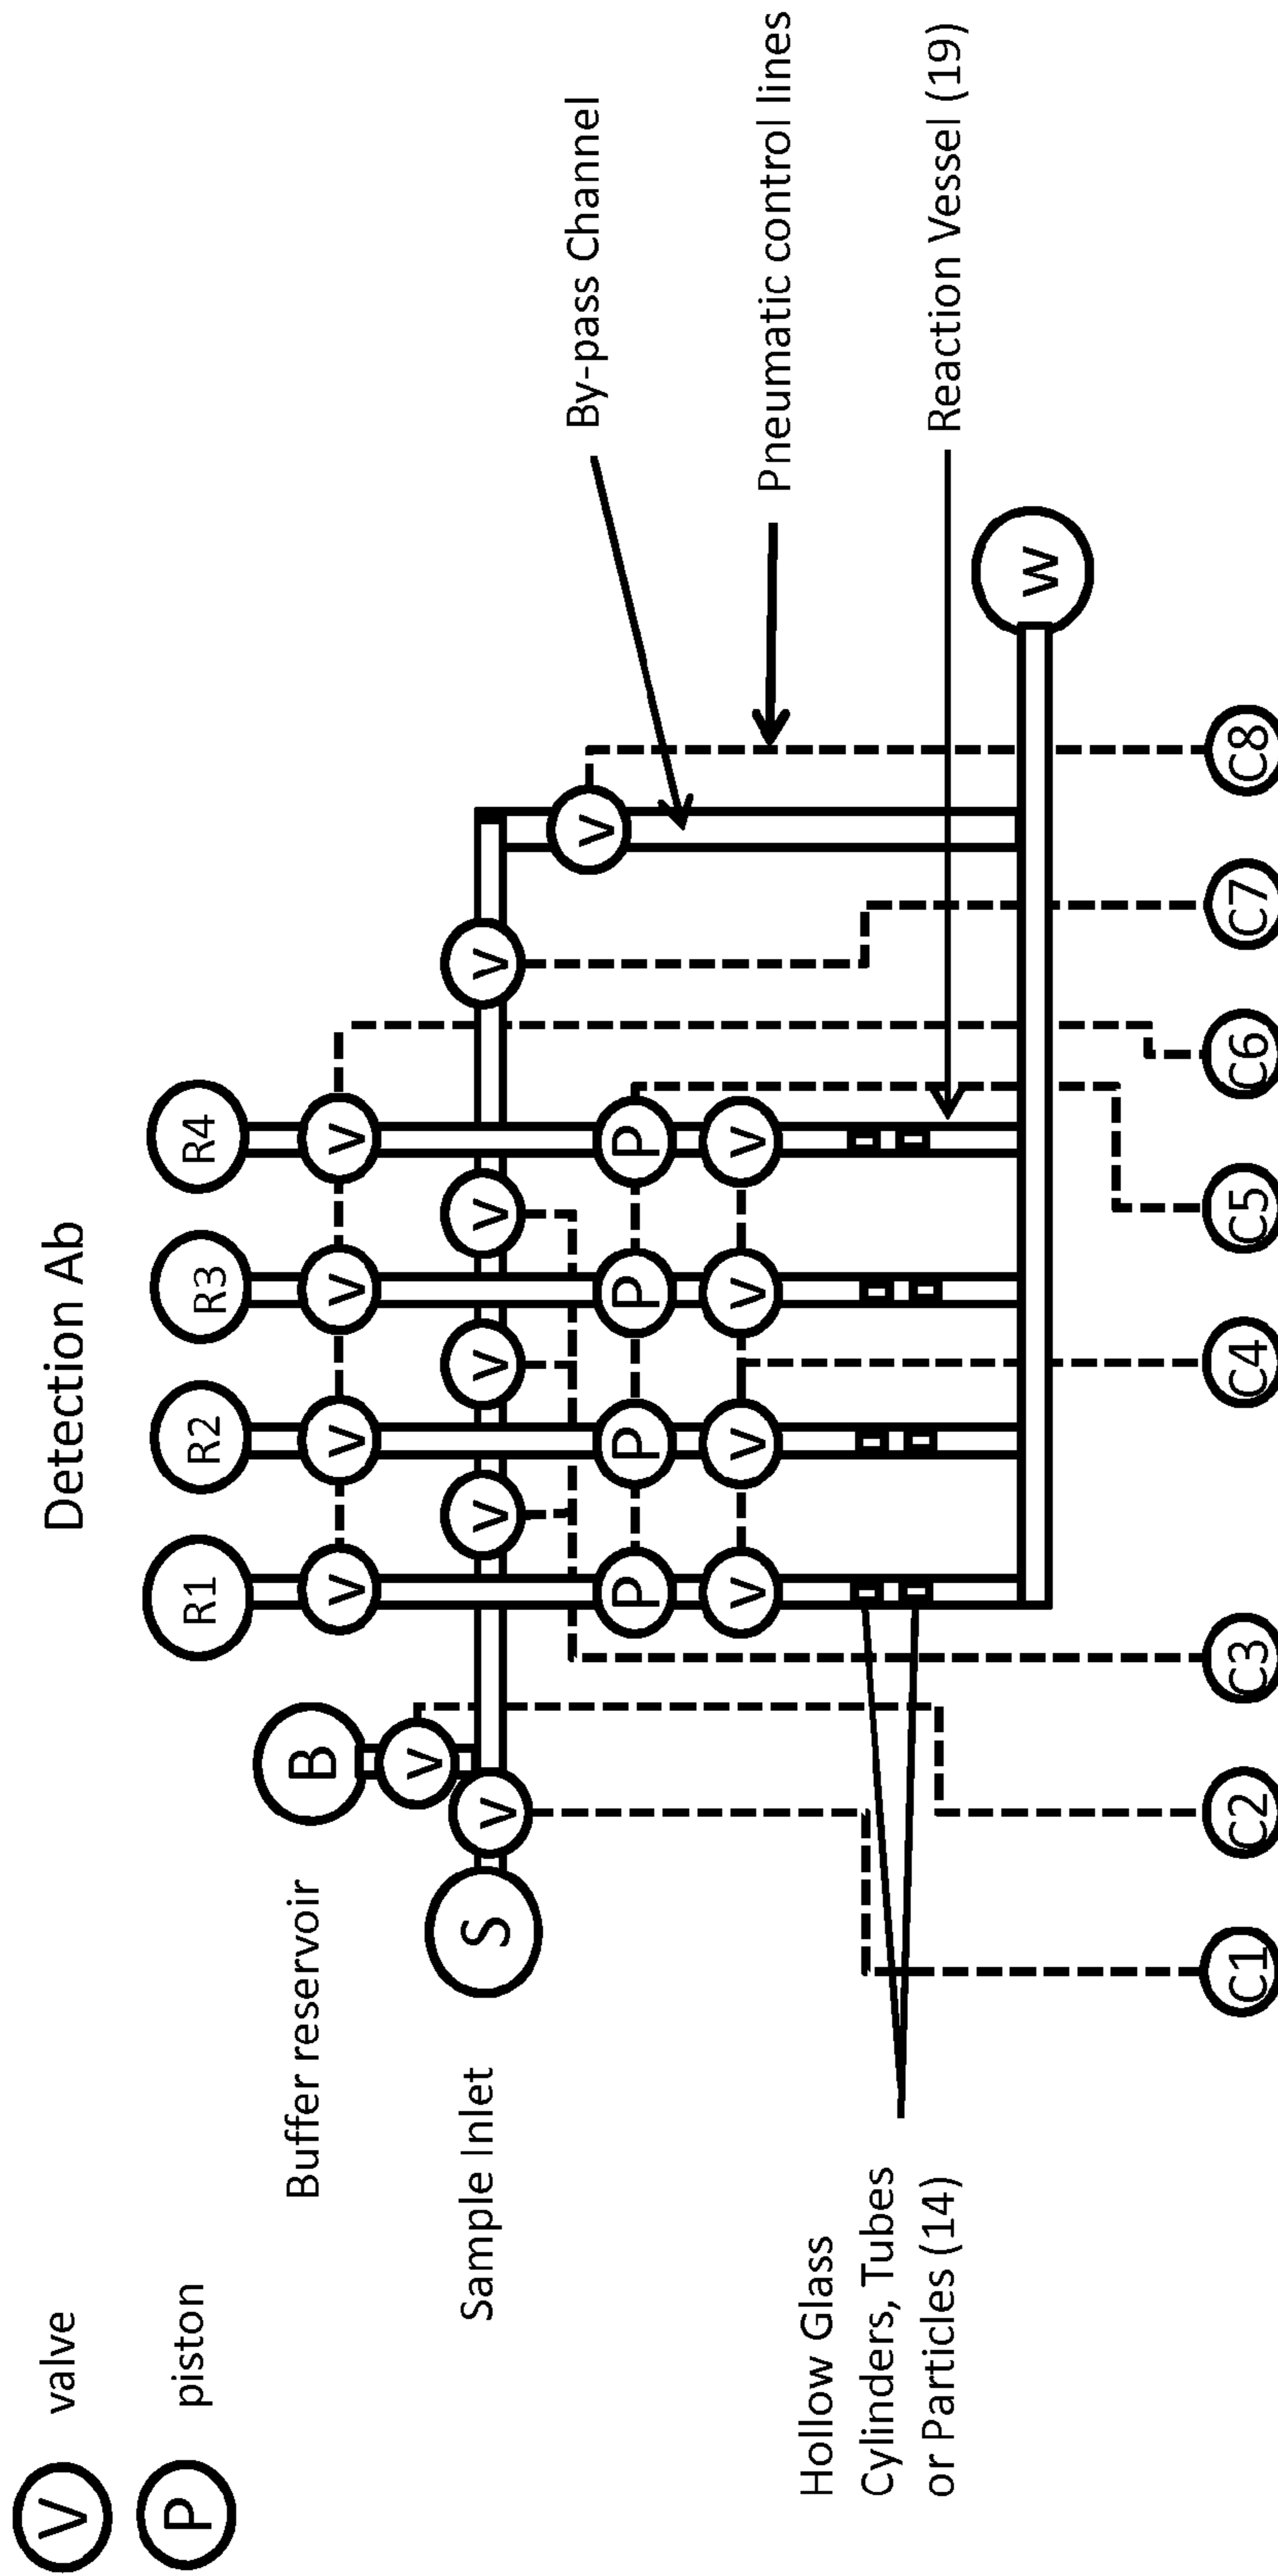 V valve
P piston
Detection Ab
R1 R2 R3 R4
Buffer reservoir
B
V V V V
V
Sample Inlet
S
V V V V V
V
By-pass Channel
P P P P
V V V V
Pneumatic control lines
Hollow Glass
Cylinders, Tubes
or Particles (14)
Reaction Vessel (19)
W
C1 C2 C3 C4 C5 C6 C7 C8